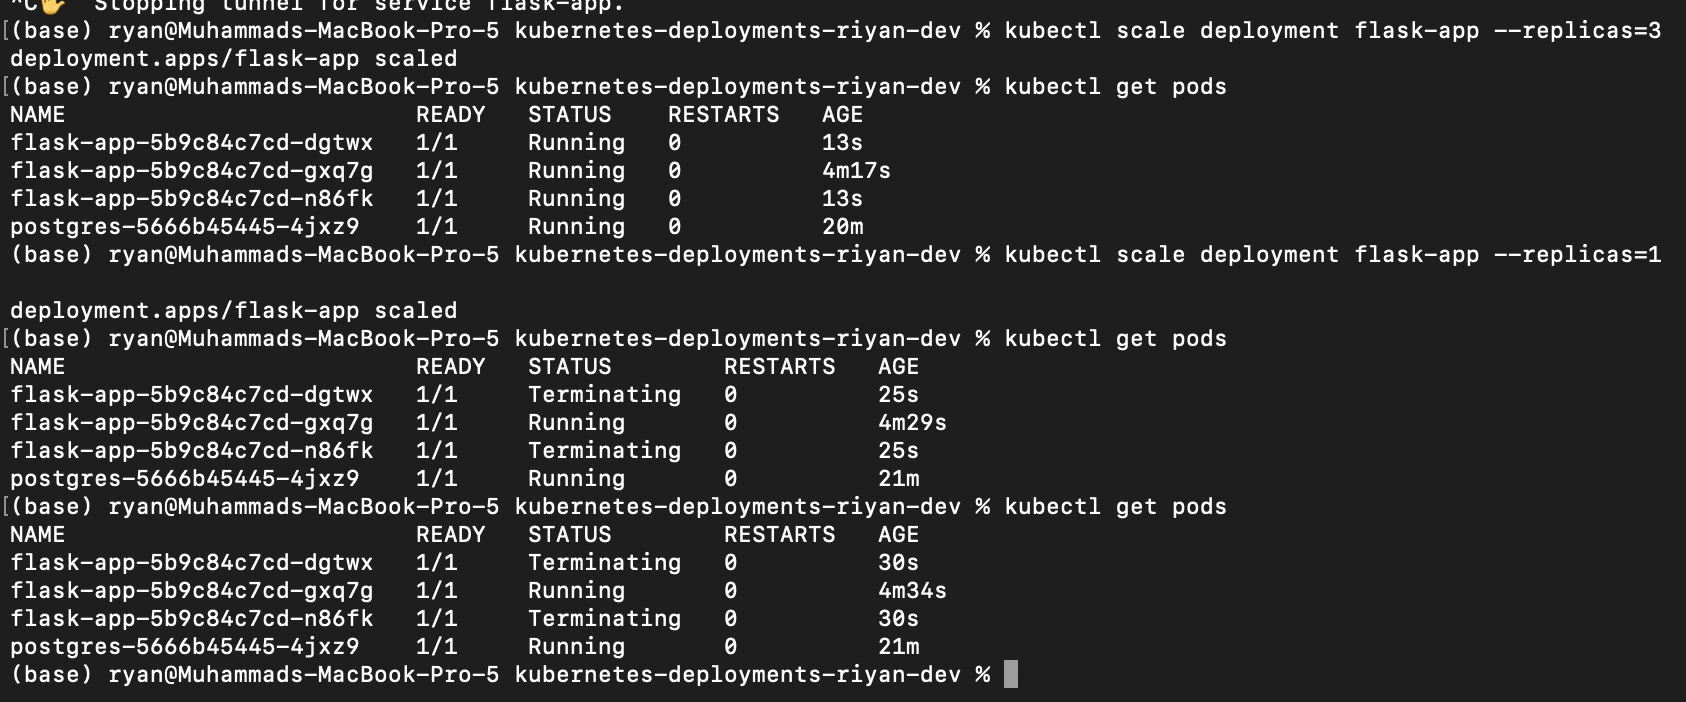 ^C✋  Stopping tunnel for service flask-app.
[(base) ryan@Muhammads-MacBook-Pro-5 kubernetes-deployments-riyan-dev % kubectl scale deployment flask-app --replicas=3
deployment.apps/flask-app scaled
[(base) ryan@Muhammads-MacBook-Pro-5 kubernetes-deployments-riyan-dev % kubectl get pods
NAME                         READY   STATUS    RESTARTS   AGE
flask-app-5b9c84c7cd-dgtwx   1/1     Running   0          13s
flask-app-5b9c84c7cd-gxq7g   1/1     Running   0          4m17s
flask-app-5b9c84c7cd-n86fk   1/1     Running   0          13s
postgres-5666b45445-4jxz9    1/1     Running   0          20m
(base) ryan@Muhammads-MacBook-Pro-5 kubernetes-deployments-riyan-dev % kubectl scale deployment flask-app --replicas=1
deployment.apps/flask-app scaled
[(base) ryan@Muhammads-MacBook-Pro-5 kubernetes-deployments-riyan-dev % kubectl get pods
NAME                         READY   STATUS        RESTARTS   AGE
flask-app-5b9c84c7cd-dgtwx   1/1     Terminating   0          25s
flask-app-5b9c84c7cd-gxq7g   1/1     Running       0          4m29s
flask-app-5b9c84c7cd-n86fk   1/1     Terminating   0          25s
postgres-5666b45445-4jxz9    1/1     Running       0          21m
[(base) ryan@Muhammads-MacBook-Pro-5 kubernetes-deployments-riyan-dev % kubectl get pods
NAME                         READY   STATUS        RESTARTS   AGE
flask-app-5b9c84c7cd-dgtwx   1/1     Terminating   0          30s
flask-app-5b9c84c7cd-gxq7g   1/1     Running       0          4m34s
flask-app-5b9c84c7cd-n86fk   1/1     Terminating   0          30s
postgres-5666b45445-4jxz9    1/1     Running       0          21m
(base) ryan@Muhammads-MacBook-Pro-5 kubernetes-deployments-riyan-dev %